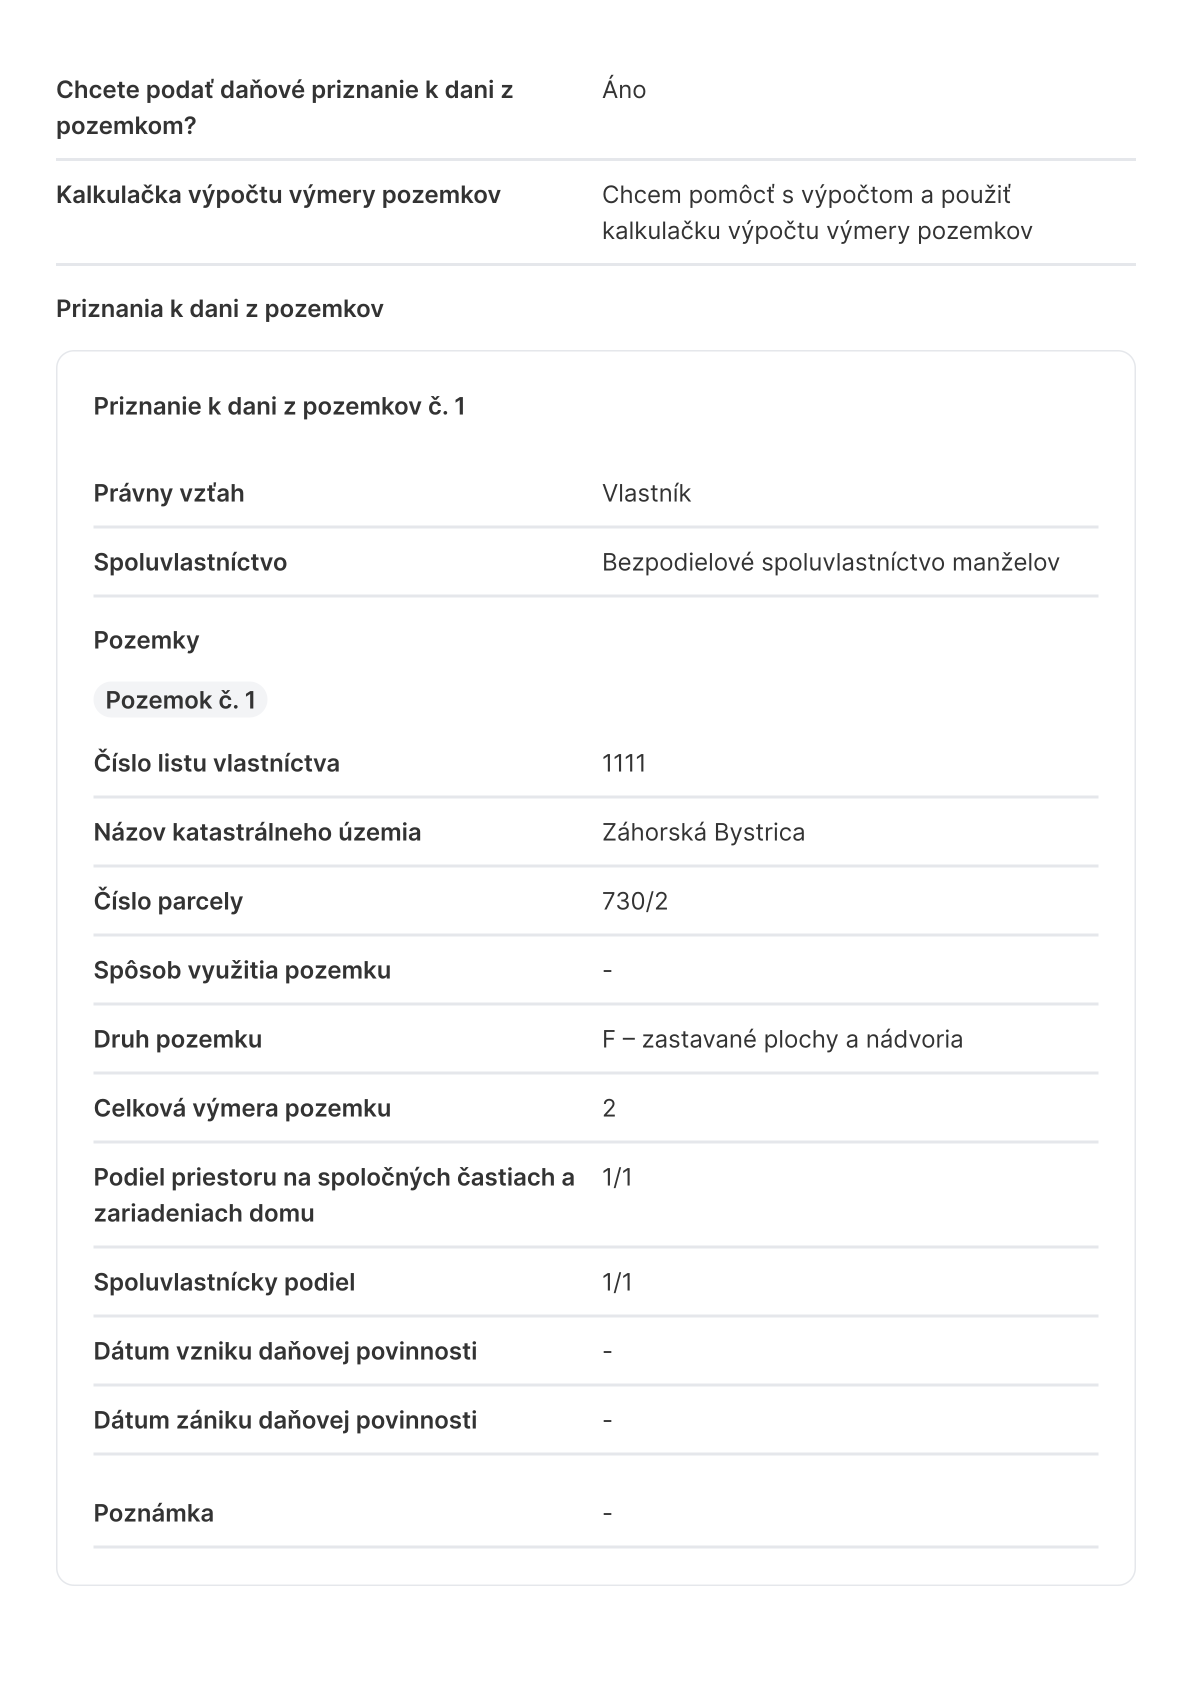 Chcete podať daňové priznanie k dani z
pozemkom?
Áno
Kalkulačka výpočtu výmery pozemkov
Chcem pomôcť s výpočtom a použiť
kalkulačku výpočtu výmery pozemkov
Priznania k dani z pozemkov
Priznanie k dani z pozemkov č. 1
Právny vzťah
Vlastník
Spoluvlastníctvo
Bezpodielové spoluvlastníctvo manželov
Pozemky
Pozemok č. 1
Číslo listu vlastníctva
1111
Názov katastrálneho územia
Záhorská Bystrica
Číslo parcely
730/2
Spôsob využitia pozemku
-
Druh pozemku
F – zastavané plochy a nádvoria
Celková výmera pozemku
2
Podiel priestoru na spoločných častiach a
zariadeniach domu
1/1
Spoluvlastnícky podiel
1/1
Dátum vzniku daňovej povinnosti
-
Dátum zániku daňovej povinnosti
-
Poznámka
-